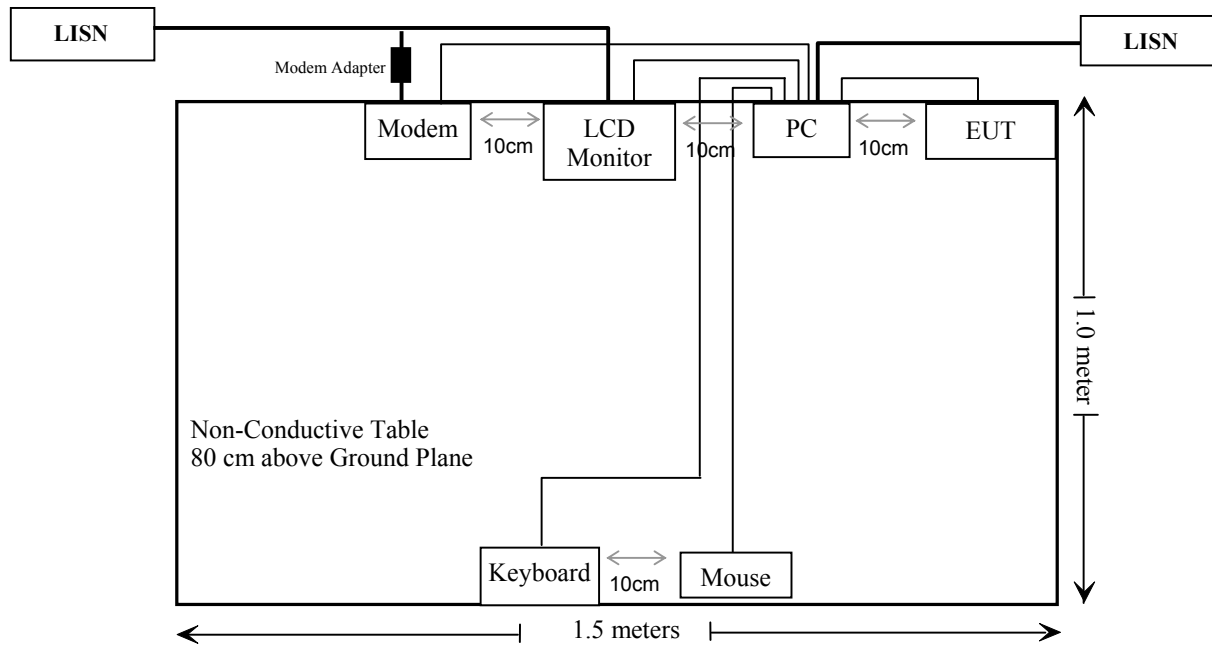 LISN
LISN
Modem Adapter
Modem
10cm
LCD
Monitor
10cm
PC
10cm
EUT
1.0 meter
Non-Conductive Table
80 cm above Ground Plane
Keyboard
10cm
Mouse
1.5 meters